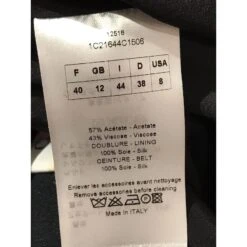 12518
1C21644C1506
F GB I D USA
40 12 44 38 8
57% Acétate - Acetate
43% Viscose - Viscose
DOUBLURE - LINING
100% Soie - Silk
CEINTURE - BELT
100% Soie - Silk
Enlever les accessoires avant nettoyage
Remove accessories before cleaning
Made in ITALY